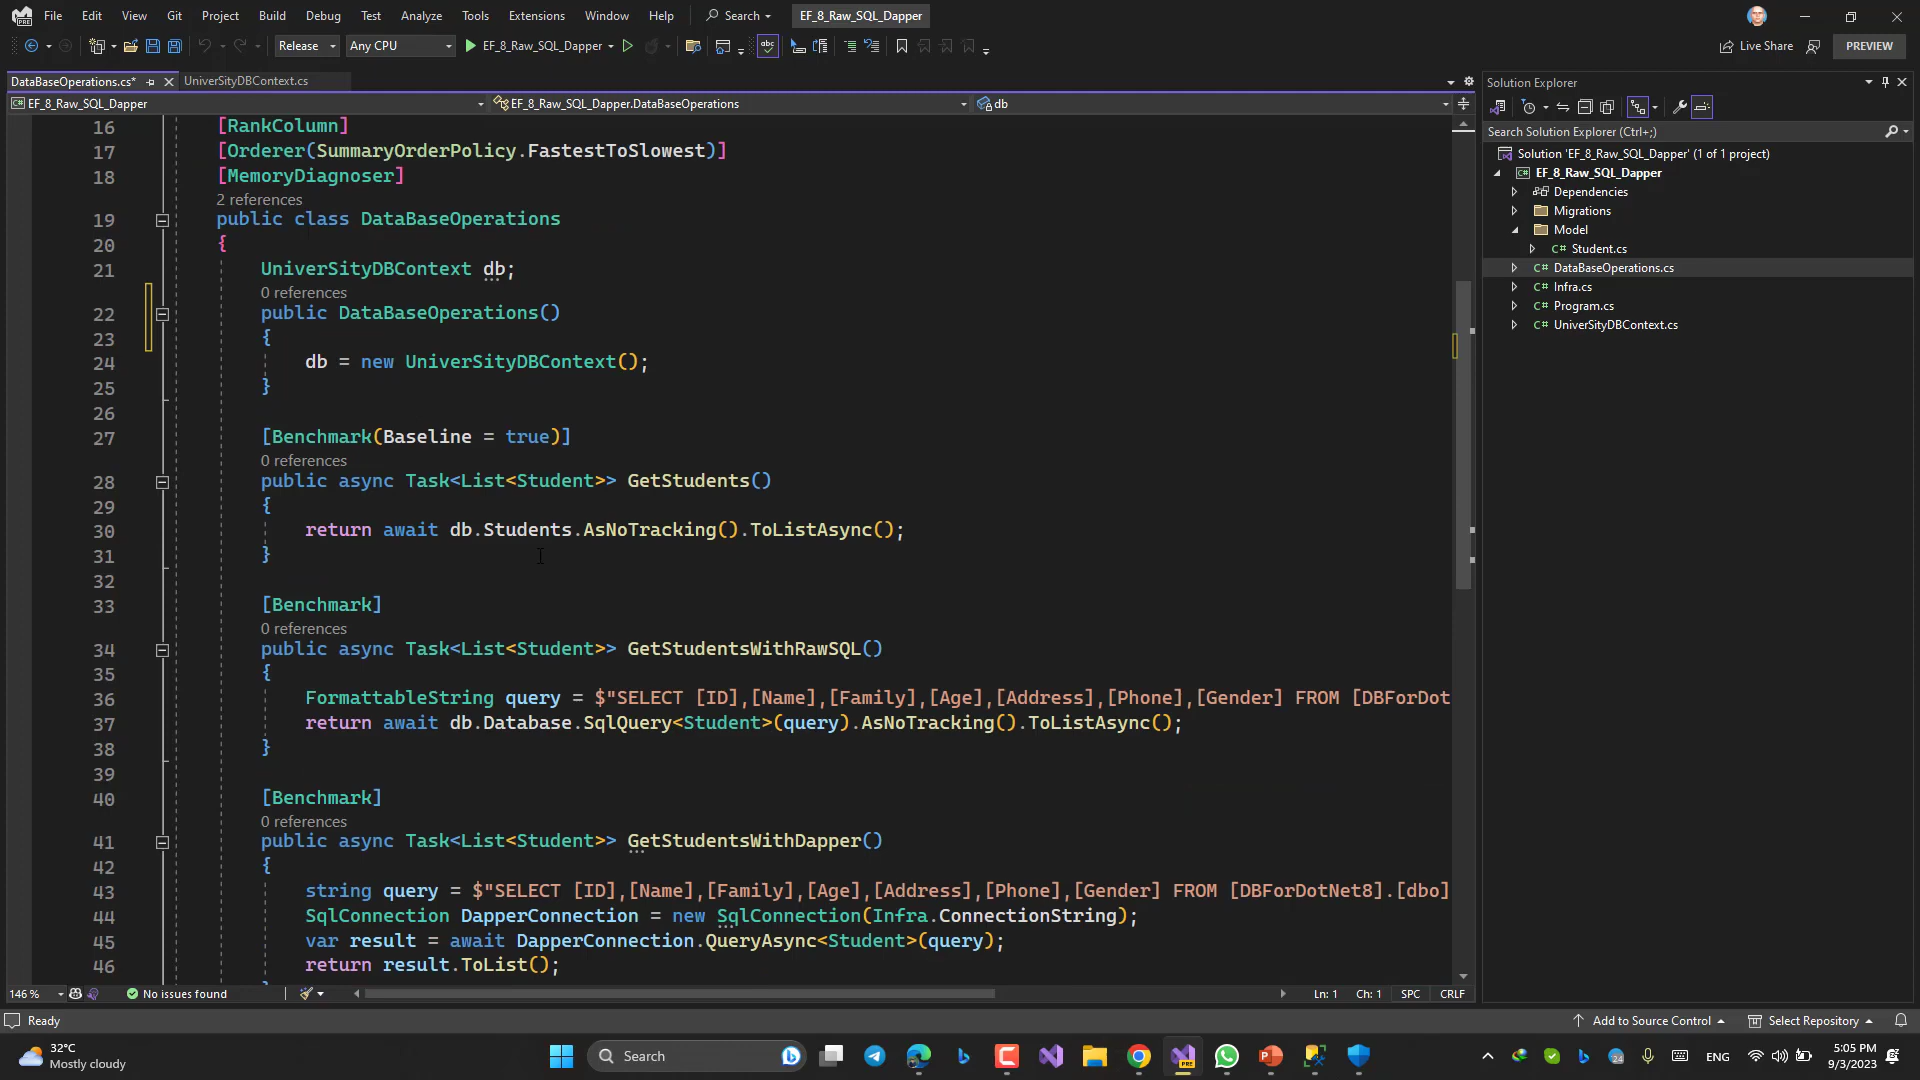 File Edit View Git Project Build Debug Test Analyze Tools Extensions Window Help Search EF_8_Raw_SQL_Dapper
Release Any CPU EF_8_Raw_SQL_Dapper Live Share PREVIEW
DataBaseOperations.cs* UniverSityDBContext.cs
EF_8_Raw_SQL_Dapper EF_8_Raw_SQL_Dapper.DataBaseOperations db
16 [RankColumn]
17 [Orderer(SummaryOrderPolicy.FastestToSlowest)]
18 [MemoryDiagnoser]
2 references
19 public class DataBaseOperations
20 {
21 UniverSityDBContext db;
0 references
22 public DataBaseOperations()
23 {
24 db = new UniverSityDBContext();
25 }
26
27 [Benchmark(Baseline = true)]
0 references
28 public async Task<List<Student>> GetStudents()
29 {
30 return await db.Students.AsNoTracking().ToListAsync();
31 }
32
33 [Benchmark]
0 references
34 public async Task<List<Student>> GetStudentsWithRawSQL()
35 {
36 FormattableString query = $"SELECT [ID],[Name],[Family],[Age],[Address],[Phone],[Gender] FROM [DBForDot
37 return await db.Database.SqlQuery<Student>(query).AsNoTracking().ToListAsync();
38 }
39
40 [Benchmark]
0 references
41 public async Task<List<Student>> GetStudentsWithDapper()
42 {
43 string query = $"SELECT [ID],[Name],[Family],[Age],[Address],[Phone],[Gender] FROM [DBForDotNet8].[dbo]
44 SqlConnection DapperConnection = new SqlConnection(Infra.ConnectionString);
45 var result = await DapperConnection.QueryAsync<Student>(query);
46 return result.ToList();
146 % No issues found Ln: 1 Ch: 1 SPC CRLF
Solution Explorer
Search Solution Explorer (Ctrl+;)
Solution 'EF_8_Raw_SQL_Dapper' (1 of 1 project)
EF_8_Raw_SQL_Dapper
Dependencies
Migrations
Model
C# Student.cs
C# DataBaseOperations.cs
C# Infra.cs
C# Program.cs
C# UniverSityDBContext.cs
Ready Add to Source Control Select Repository
32°C
Mostly cloudy
Search
ENG
5:05 PM
9/3/2023